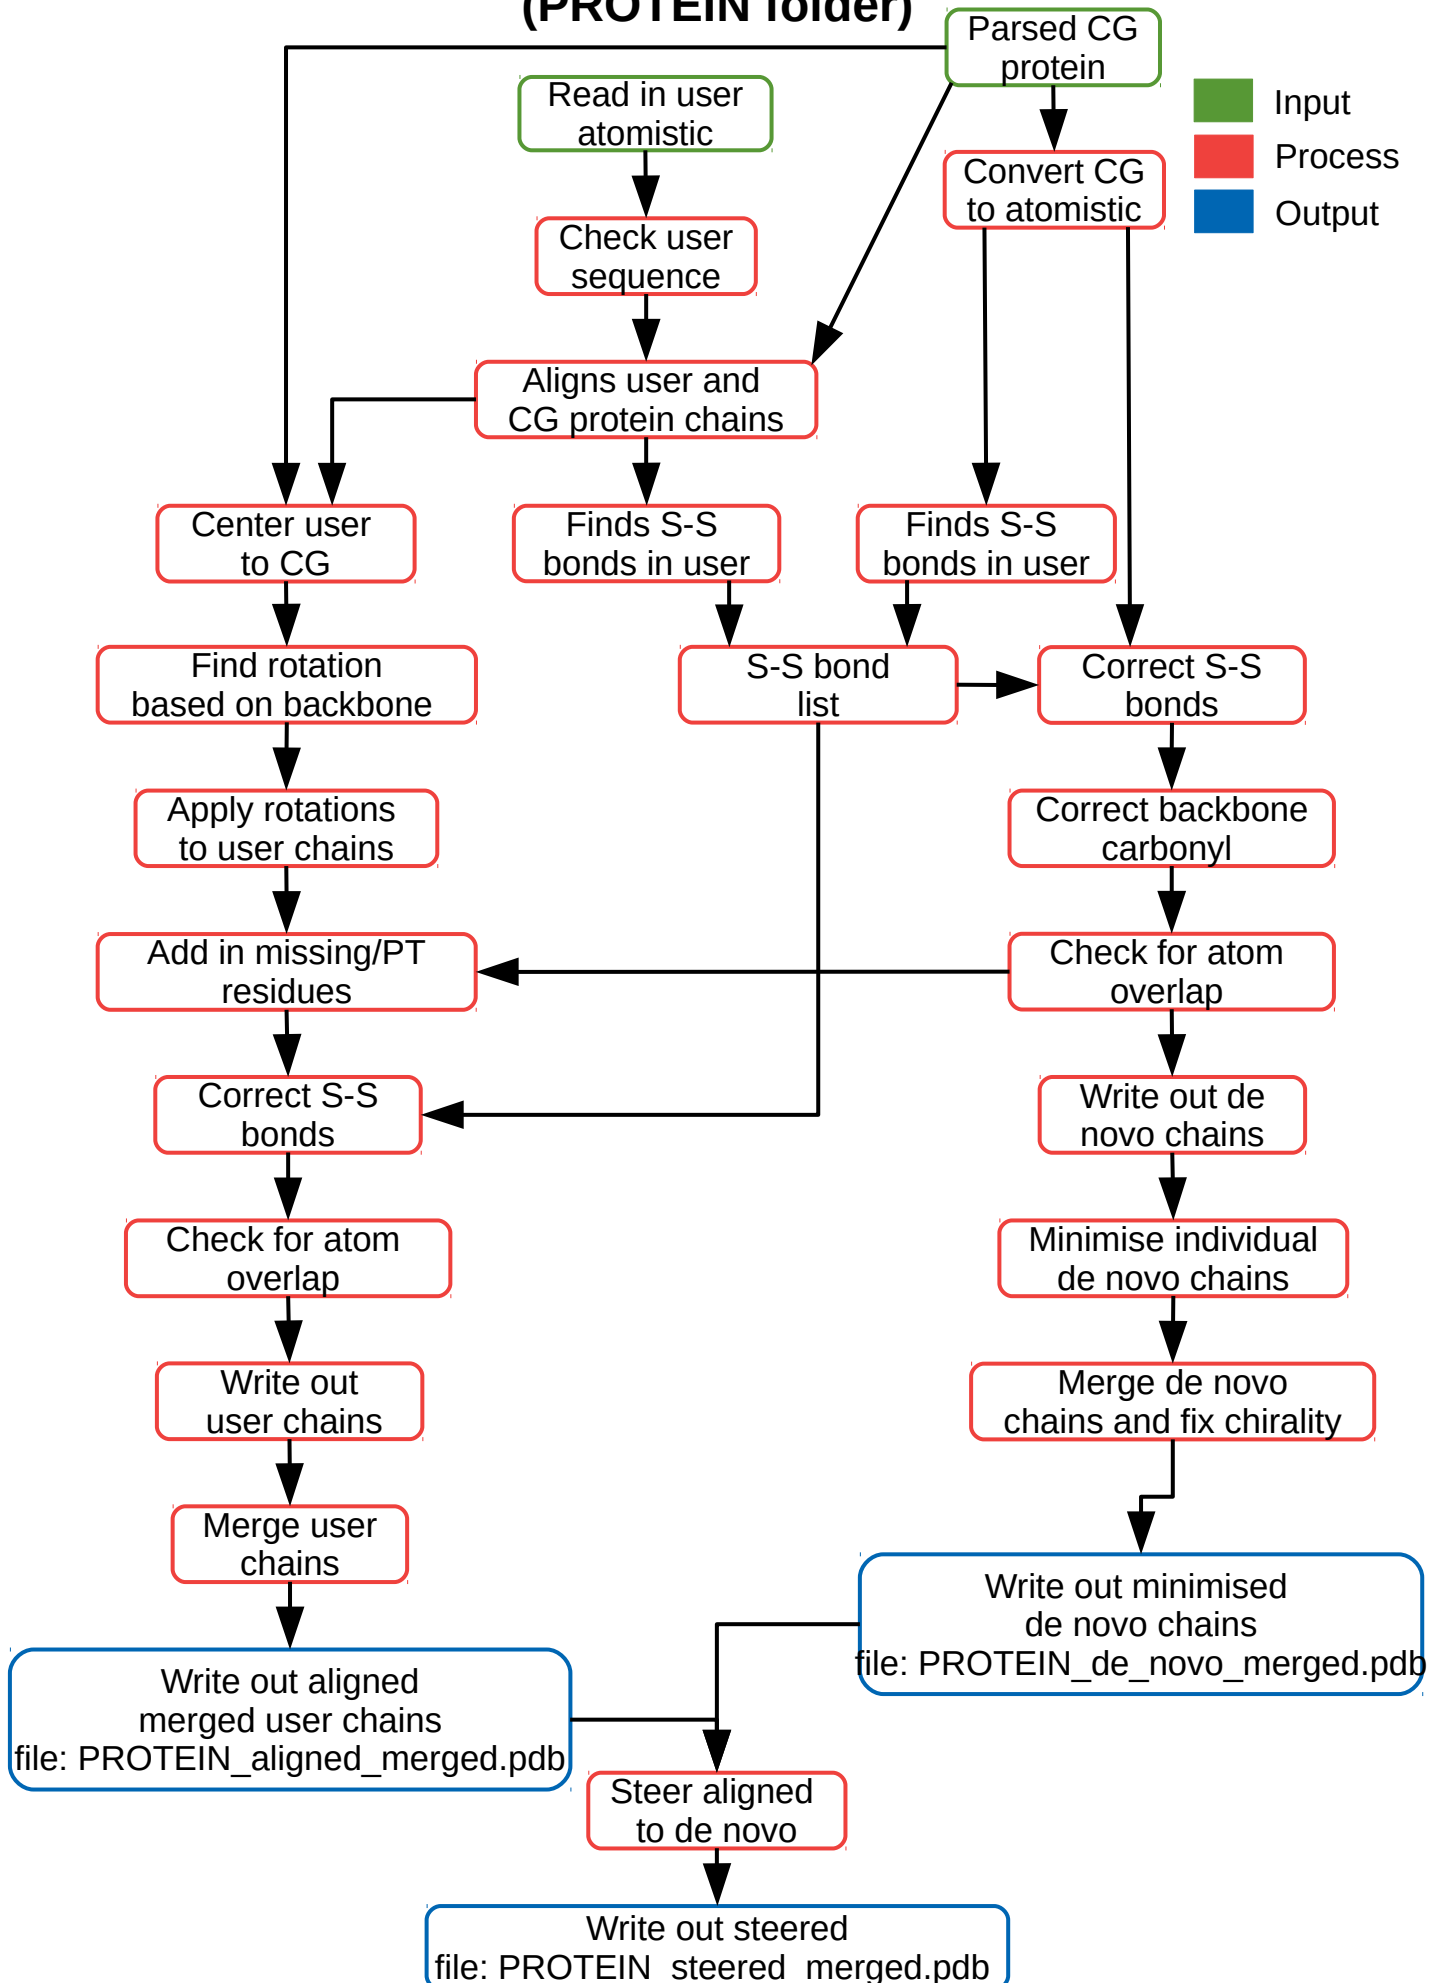 (PROTEIN folder)
Parsed CG
protein
Read in user
atomistic
Input
Process
Output
Convert CG
to atomistic
Check user
sequence
Aligns user and
CG protein chains
Center user
to CG
Finds S-S
bonds in user
Finds S-S
bonds in user
Find rotation
based on backbone
S-S bond
list
Correct S-S
bonds
Apply rotations
to user chains
Correct backbone
carbonyl
Add in missing/PT
residues
Check for atom
overlap
Correct S-S
bonds
Write out de
novo chains
Check for atom
overlap
Minimise individual
de novo chains
Write out
user chains
Merge de novo
chains and fix chirality
Merge user
chains
Write out minimised
de novo chains
file: PROTEIN_de_novo_merged.pdb
Write out aligned
merged user chains
file: PROTEIN_aligned_merged.pdb
Steer aligned
to de novo
Write out steered
file: PROTEIN_steered_merged.pdb